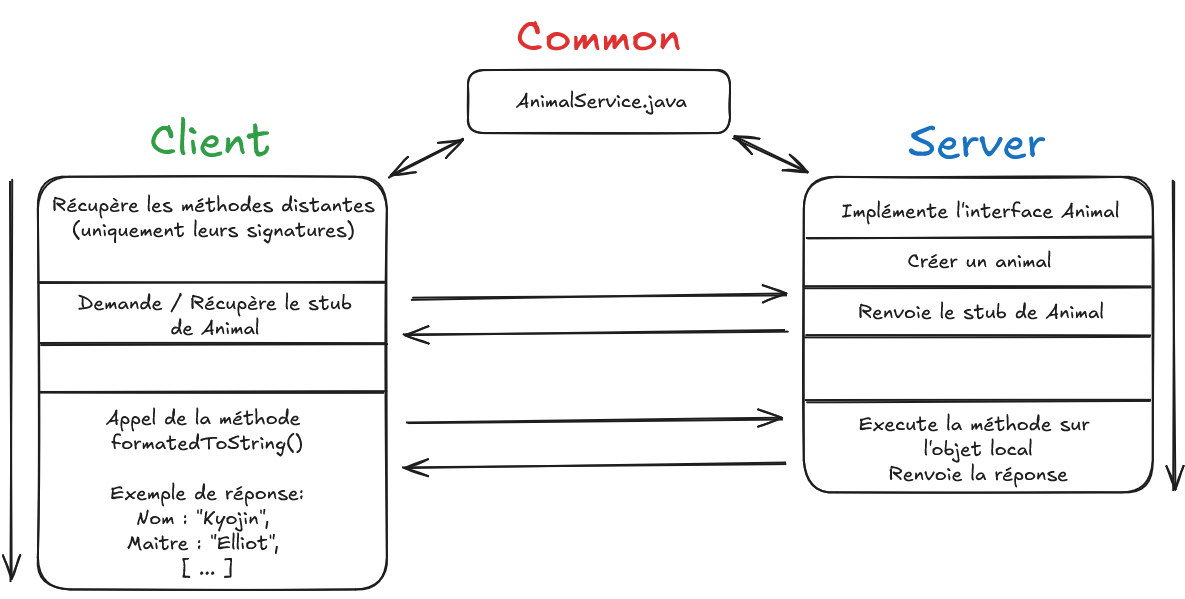 Common
AnimalService.java
Client
Récupère les méthodes distantes
(uniquement leurs signatures)
Demande / Récupère le stub
de Animal
Appel de la méthode
formatedToString()
Exemple de réponse:
Nom : "Kyojin",
Maitre : "Elliot",
[ ... ]
Server
Implémente l'interface Animal
Créer un animal
Renvoie le stub de Animal
Execute la méthode sur
l'objet local
Renvoie la réponse